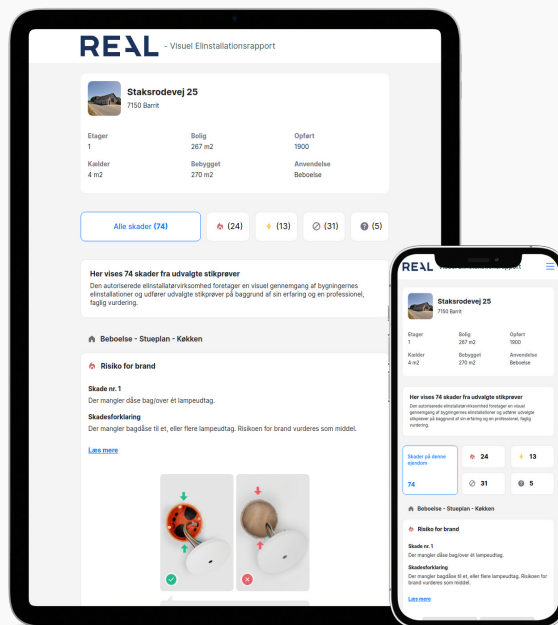 REAL - Visuel Elinstallationsrapport
Staksrodevej 25
7150 Barrit
Etager Bolig Opført
1 267 m2 1900
Kælder Bebygget Anvendelse
4 m2 270 m2 Beboelse
Alle skader (74) (24) (13) (31) (5)
Her vises 74 skader fra udvalgte stikprøver
Den autoriserede elinstallatørvirksomhed foretager en visuel gennemgang af bygningernes
elinstallationer og udfører udvalgte stikprøver på baggrund af sin erfaring og en professionel,
faglig vurdering.
Beboelse - Stueplan - Køkken
Risiko for brand
Skade nr. 1
Der mangler dåse bag/over ét lampeudtag.
Skadesforklaring
Der mangler bagdåse til et, eller flere lampeudtag. Risikoen for brand vurderes som middel.
Læs mere
REAL
Staksrodevej 25
7150 Barrit
Etager Bolig Opført
1 267 m2 1900
Kælder Bebygget Anvendelse
4 m2 270 m2 Beboelse
Her vises 74 skader fra udvalgte stikprøver
Den autoriserede elinstallatørvirksomhed foretager en visuel
gennemgang af bygningernes elinstallationer og udfører udvalgte
stikprøver på baggrund af sin erfaring og en professionel, faglig
vurdering.
Skader på denne
ejendom
74
24 13
31 5
Beboelse - Stueplan - Køkken
Risiko for brand
Skade nr. 1
Der mangler dåse bag/over ét lampeudtag.
Skadesforklaring
Der mangler bagdåse til et, eller flere lampeudtag. Risikoen for
brand vurderes som middel.
Læs mere